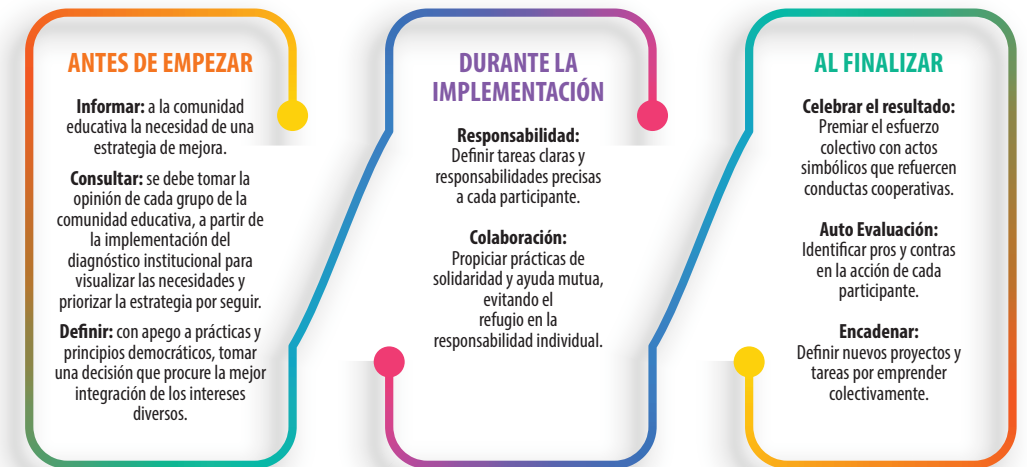 ANTES DE EMPEZAR
Informar: a la comunidad
educativa la necesidad de una
estrategia de mejora.
Consultar: se debe tomar la
opinión de cada grupo de la
comunidad educativa, a partir de
la implementación del
diagnóstico institucional para
visualizar las necesidades y
priorizar la estrategia por seguir.
Definir: con apego a prácticas y
principios democráticos, tomar
una decisión que procure la mejor
integración de los intereses
diversos.
DURANTE LA
IMPLEMENTACIÓN
Responsabilidad:
Definir tareas claras y
responsabilidades precisas
a cada participante.
Colaboración:
Propiciar prácticas de
solidaridad y ayuda mutua,
evitando el
refugio en la
responsabilidad individual.
AL FINALIZAR
Celebrar el resultado:
Premiar el esfuerzo
colectivo con actos
simbólicos que refuercen
conductas cooperativas.
Auto Evaluación:
Identificar pros y contras
en la acción de cada
participante.
Encadenar:
Definir nuevos proyectos y
tareas por emprender
colectivamente.